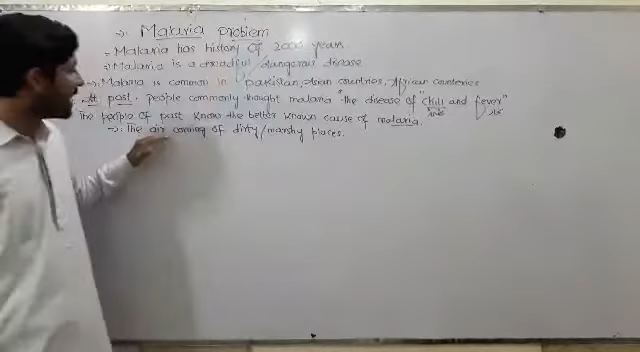 -: Malaria problem
- Malaria has history of 2000 years.
-: Malaria is a dreadful / dangerous disease
-: Malaria is common in pakistan, Asian countries, African countries
At past. people commonly thought malaria "the disease of "chill and fever"
The people of past know the better known cause of malaria.
-: The air coming of dirty/marshy places.